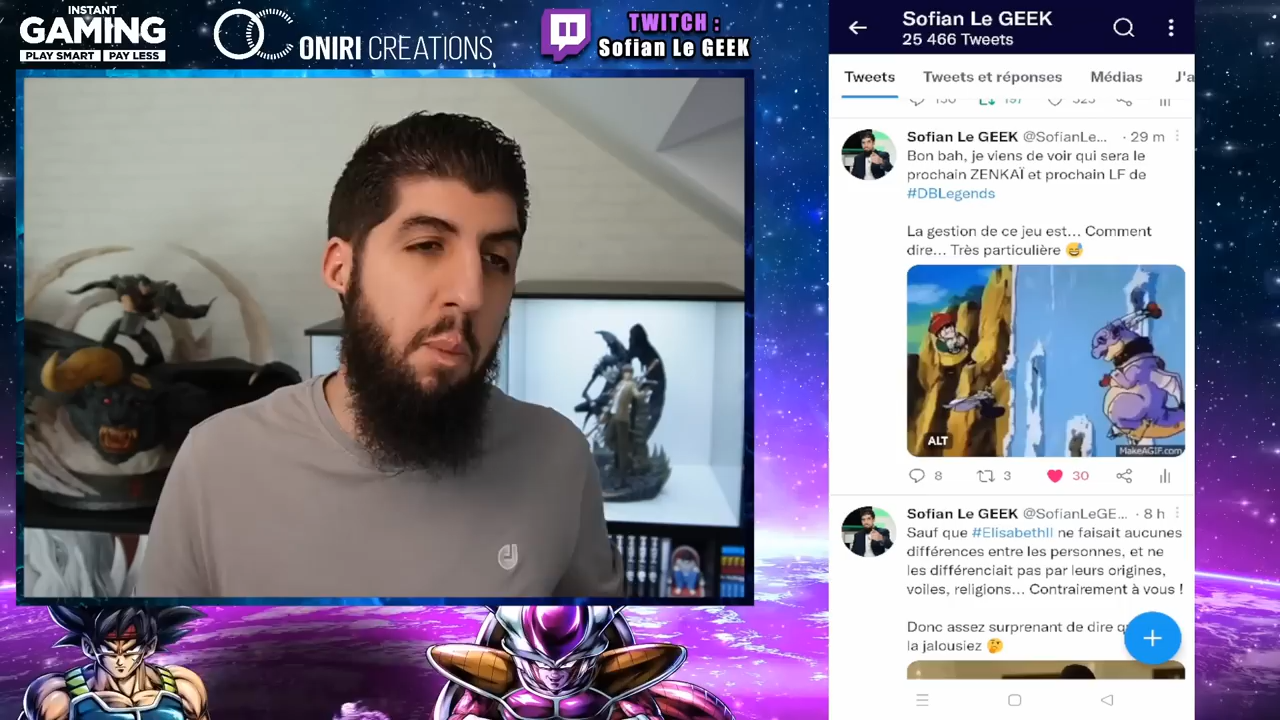 INSTANT
GAMING
PLAY SMART PAY LESS
ONIRI CREATIONS
TWITCH :
Sofian Le GEEK
Sofian Le GEEK
25 466 Tweets
Tweets
Tweets et réponses
Médias
J'a
Sofian Le GEEK @SofianLe... · 29 m
Bon bah, je viens de voir qui sera le
prochain ZENKAÏ et prochain LF de
#DBLegends
La gestion de ce jeu est... Comment
dire... Très particulière 😅
ALT
MakeAGIF.com
8
3
30
Sofian Le GEEK @SofianLeGE... · 8 h
Sauf que #ElisabethII ne faisait aucunes
différences entre les personnes, et ne
les différenciait pas par leurs origines,
voiles, religions... Contrairement à vous !
Donc assez surprenant de dire
la jalousiez 🤔